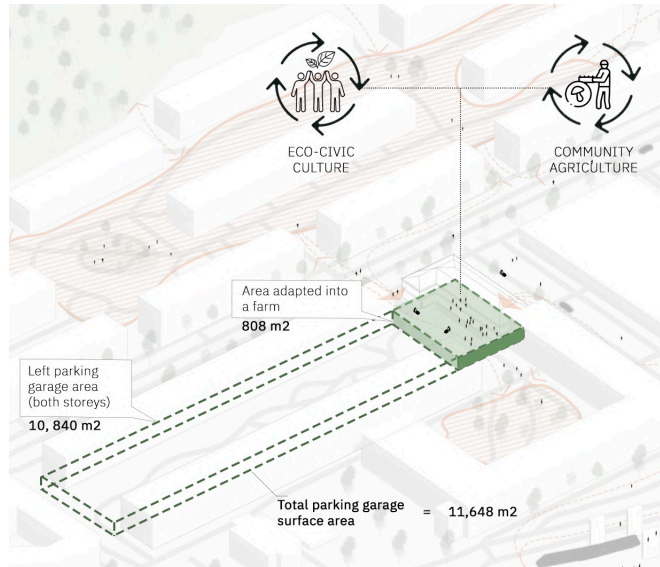 ECO-CIVIC
CULTURE
COMMUNITY
AGRICULTURE
Area adapted into
a farm
808 m2
Left parking
garage area
(both storeys)
10, 840 m2
Total parking garage
surface area
= 11,648 m2